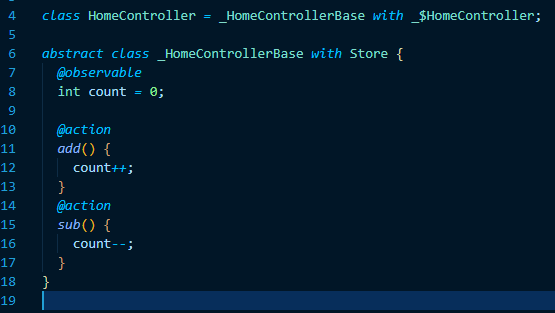 4 class HomeController = _HomeControllerBase with _$HomeController;
5
6 abstract class _HomeControllerBase with Store {
7 @observable
8 int count = 0;
9
10 @action
11 add() {
12 count++;
13 }
14 @action
15 sub() {
16 count--;
17 }
18 }
19